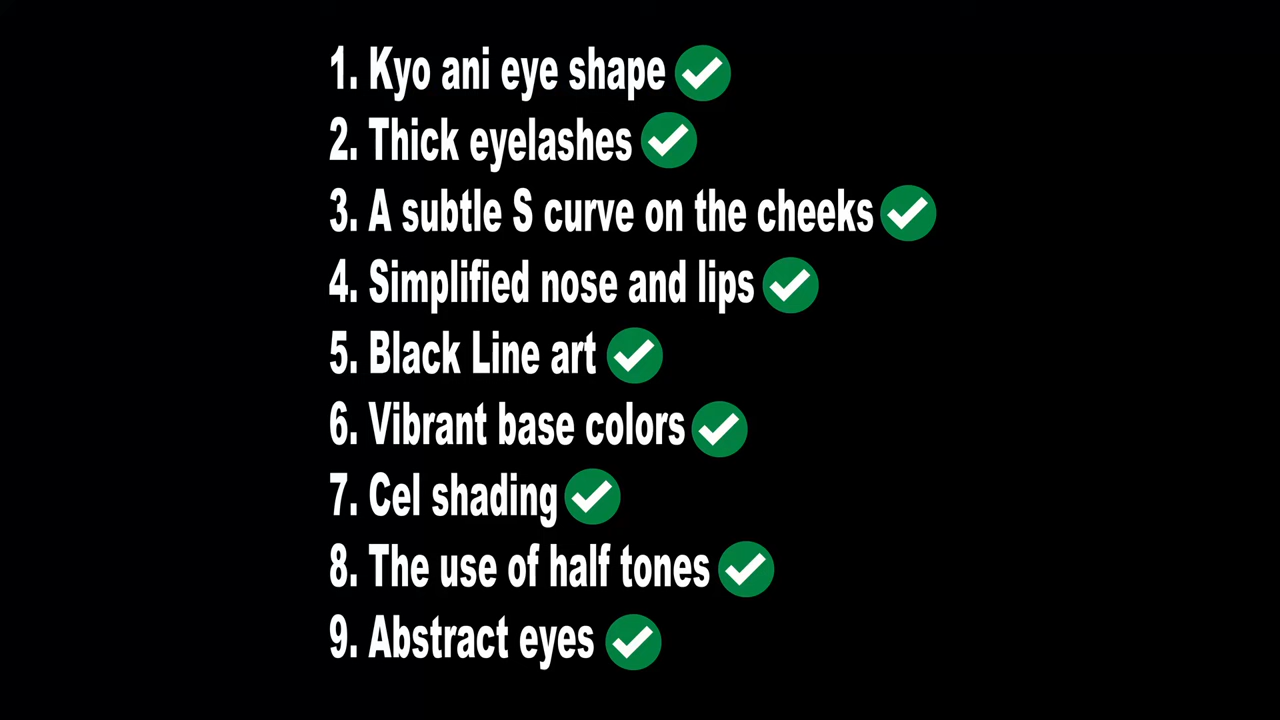 1. Kyo ani eye shape
2. Thick eyelashes
3. A subtle S curve on the cheeks
4. Simplified nose and lips
5. Black Line art
6. Vibrant base colors
7. Cel shading
8. The use of half tones
9. Abstract eyes